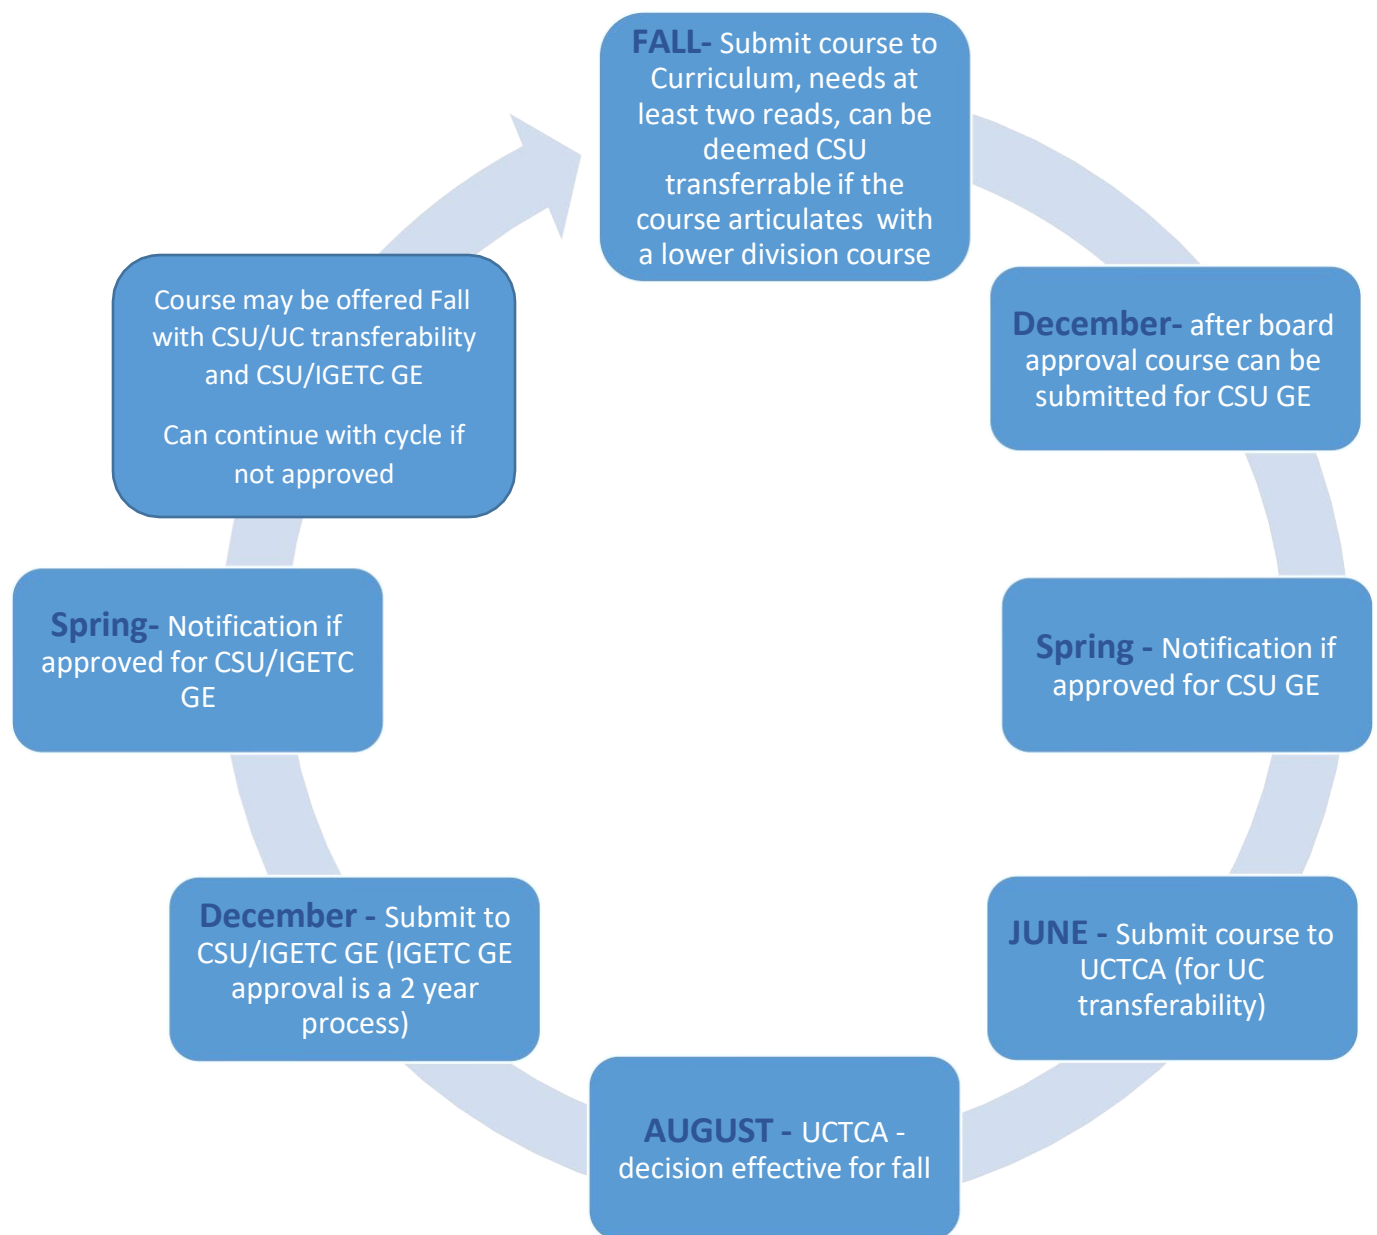 FALL- Submit course to
Curriculum, needs at
least two reads, can be
deemed CSU
transferrable if the
course articulates with
a lower division course
December- after board
approval course can be
submitted for CSU GE
Spring - Notification if
approved for CSU GE
JUNE - Submit course to
UCTCA (for UC
transferability)
AUGUST - UCTCA -
decision effective for fall
December - Submit to
CSU/IGETC GE (IGETC GE
approval is a 2 year
process)
Spring- Notification if
approved for CSU/IGETC
GE
Course may be offered Fall
with CSU/UC transferability
and CSU/IGETC GE
Can continue with cycle if
not approved